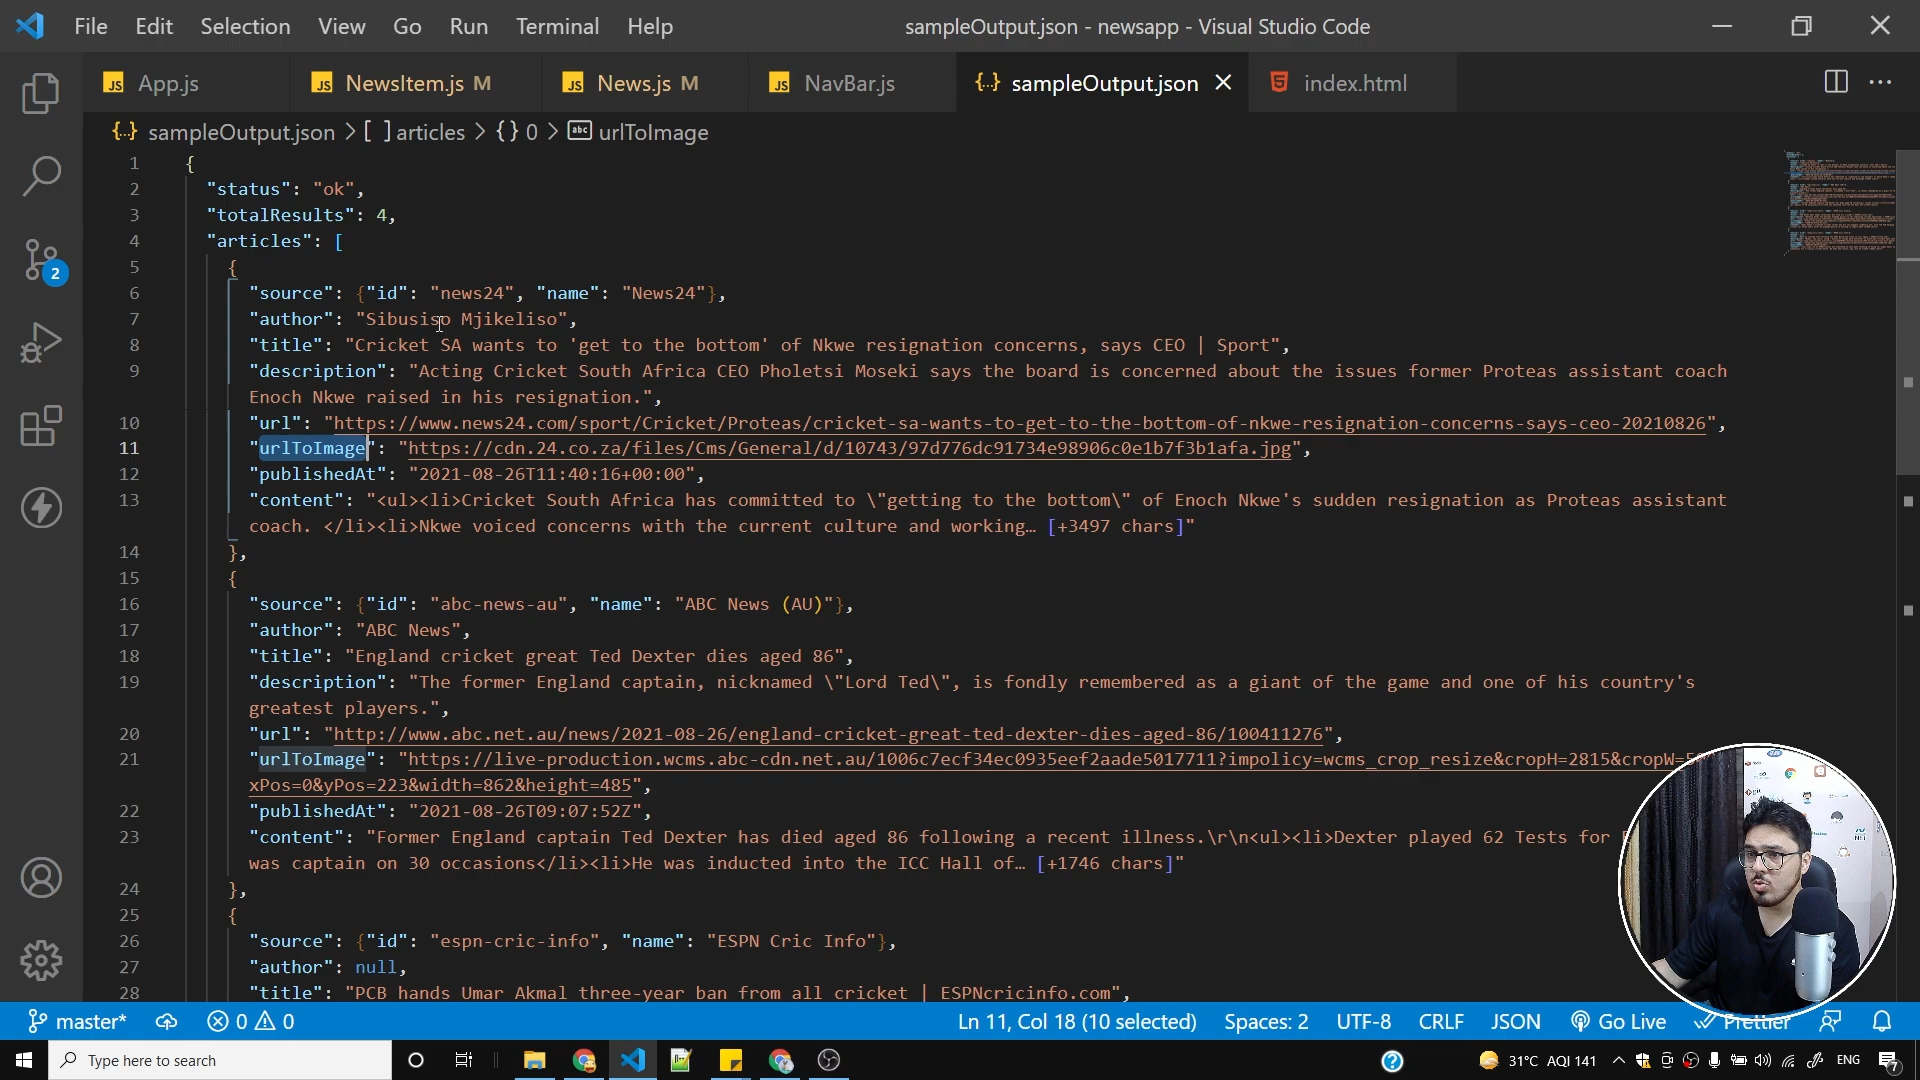 File Edit Selection View Go Run Terminal Help sampleOutput.json - newsapp - Visual Studio Code
JS App.js JS NewsItem.js M JS News.js M JS NavBar.js {} sampleOutput.json index.html
{..} sampleOutput.json > [ ] articles > {} 0 > abc urlToImage
1 {
2 "status": "ok",
3 "totalResults": 4,
4 "articles": [
5 {
6 "source": {"id": "news24", "name": "News24"},
7 "author": "Sibusiso Mjikeliso",
8 "title": "Cricket SA wants to 'get to the bottom' of Nkwe resignation concerns, says CEO | Sport",
9 "description": "Acting Cricket South Africa CEO Pholetsi Moseki says the board is concerned about the issues former Proteas assistant coach
Enoch Nkwe raised in his resignation.",
10 "url": "https://www.news24.com/sport/Cricket/Proteas/cricket-sa-wants-to-get-to-the-bottom-of-nkwe-resignation-concerns-says-ceo-20210826",
11 "urlToImage": "https://cdn.24.co.za/files/Cms/General/d/10743/97d776dc91734e98906c0e1b7f3b1afa.jpg",
12 "publishedAt": "2021-08-26T11:40:16+00:00",
13 "content": "<ul><li>Cricket South Africa has committed to \"getting to the bottom\" of Enoch Nkwe's sudden resignation as Proteas assistant
coach. </li><li>Nkwe voiced concerns with the current culture and working… [+3497 chars]"
14 },
15 {
16 "source": {"id": "abc-news-au", "name": "ABC News (AU)"},
17 "author": "ABC News",
18 "title": "England cricket great Ted Dexter dies aged 86",
19 "description": "The former England captain, nicknamed \"Lord Ted\", is fondly remembered as a giant of the game and one of his country's
greatest players.",
20 "url": "http://www.abc.net.au/news/2021-08-26/england-cricket-great-ted-dexter-dies-aged-86/100411276",
21 "urlToImage": "https://live-production.wcms.abc-cdn.net.au/1006c7ecf34ec0935eef2aade5017711?impolicy=wcms_crop_resize&cropH=2815&cropW=
xPos=0&yPos=223&width=862&height=485",
22 "publishedAt": "2021-08-26T09:07:52Z",
23 "content": "Former England captain Ted Dexter has died aged 86 following a recent illness.\r\n<ul><li>Dexter played 62 Tests for
was captain on 30 occasions</li><li>He was inducted into the ICC Hall of… [+1746 chars]"
24 },
25 {
26 "source": {"id": "espn-cric-info", "name": "ESPN Cric Info"},
27 "author": null,
28 "title": "PCB hands Umar Akmal three-year ban from all cricket | ESPNcricinfo.com",
2
master* 0 0 Ln 11, Col 18 (10 selected) Spaces: 2 UTF-8 CRLF JSON Go Live Prettier
Type here to search 31°C AQI 141 ENG 7